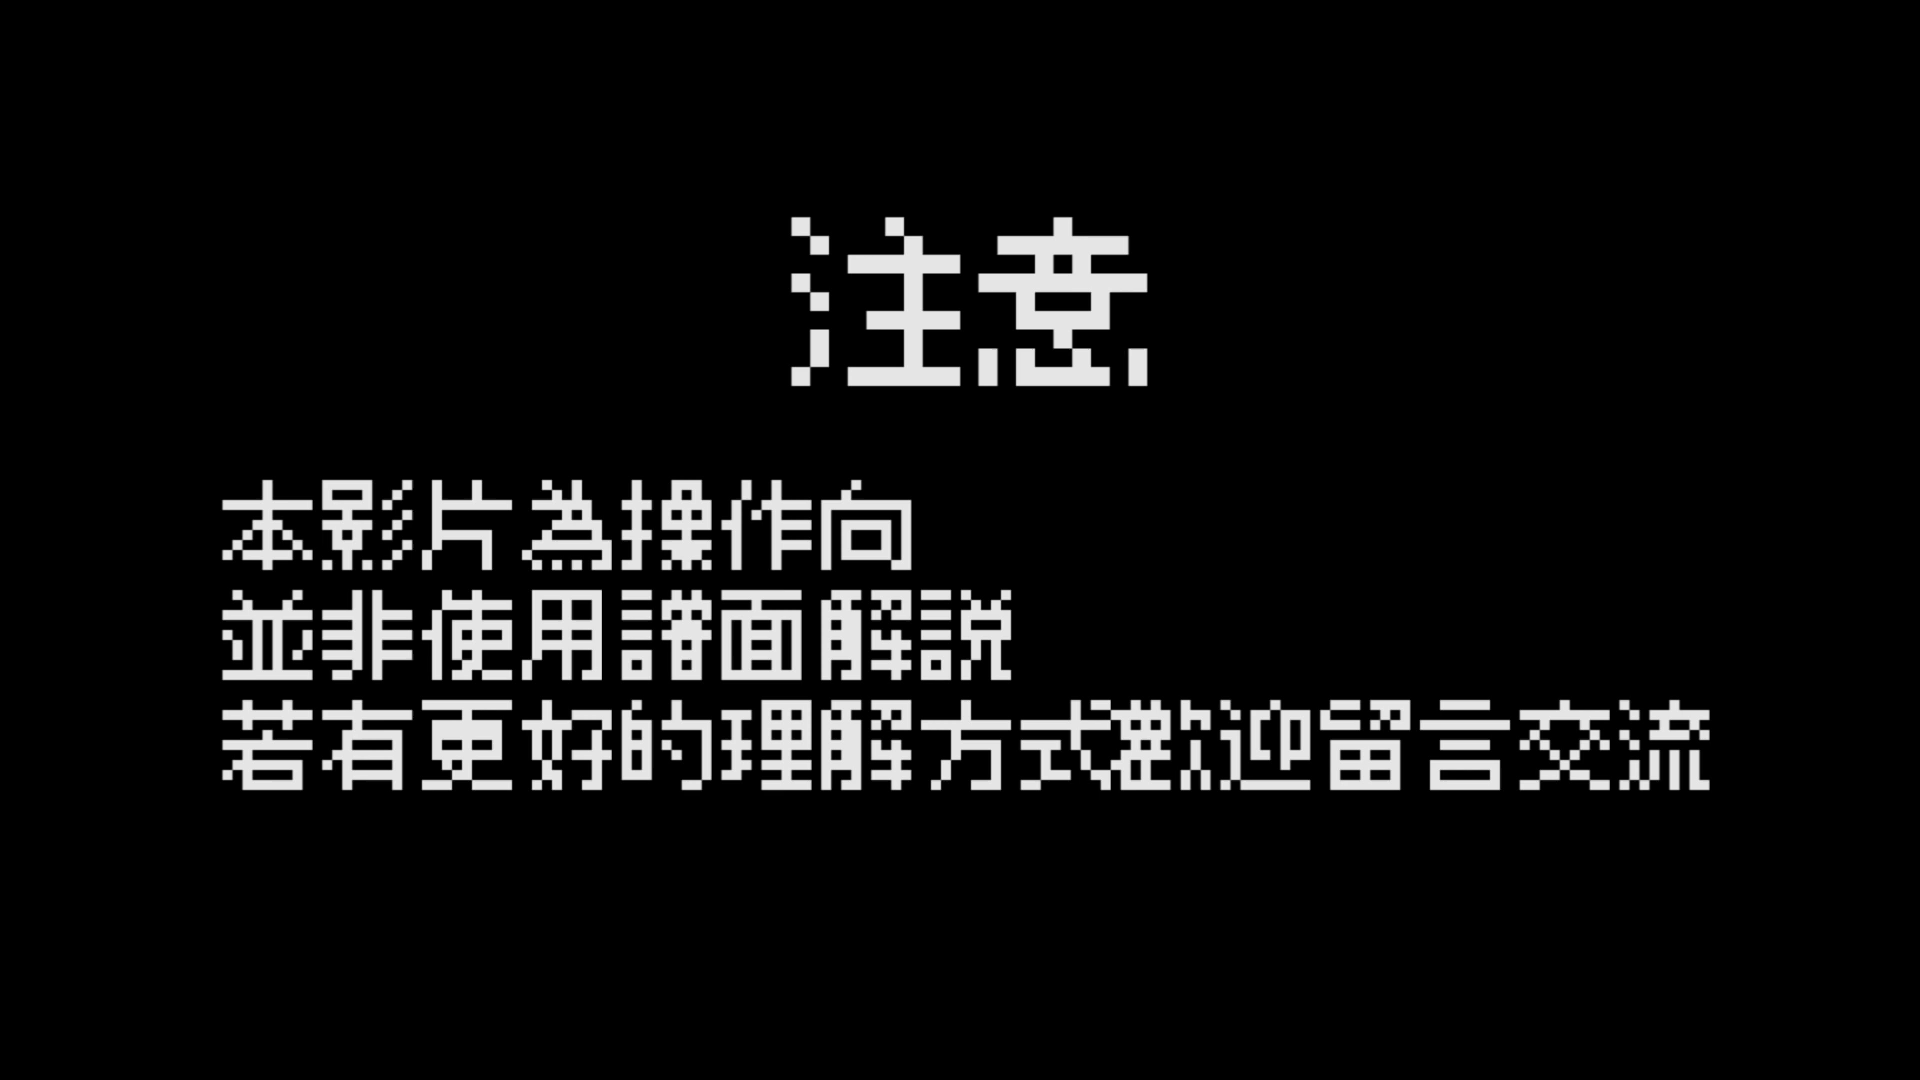 注意
本影片為操作向
並非使用譜面解說
若有更好的理解方式歡迎留言交流